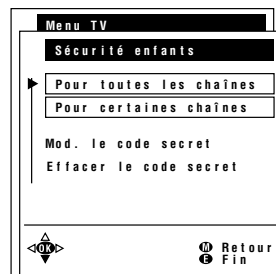 Menu TV
Sécurité enfants
Pour toutes les chaînes
Pour certaines chaînes
Mod. le code secret
Effacer le code secret
OK
M Retour
E Fin